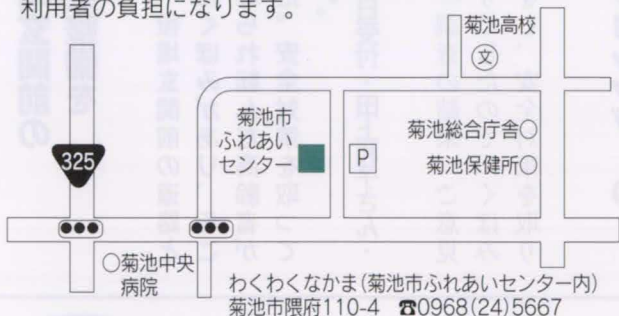 利用者の負担になります。
菊池高校
文
菊池市
ふれあい
センター
P
菊池総合庁舎○
菊池保健所○
325
○菊池中央
病院
わくわくなかま(菊池市ふれあいセンター内)
菊池市隈府110-4 ☎0968(24)5667